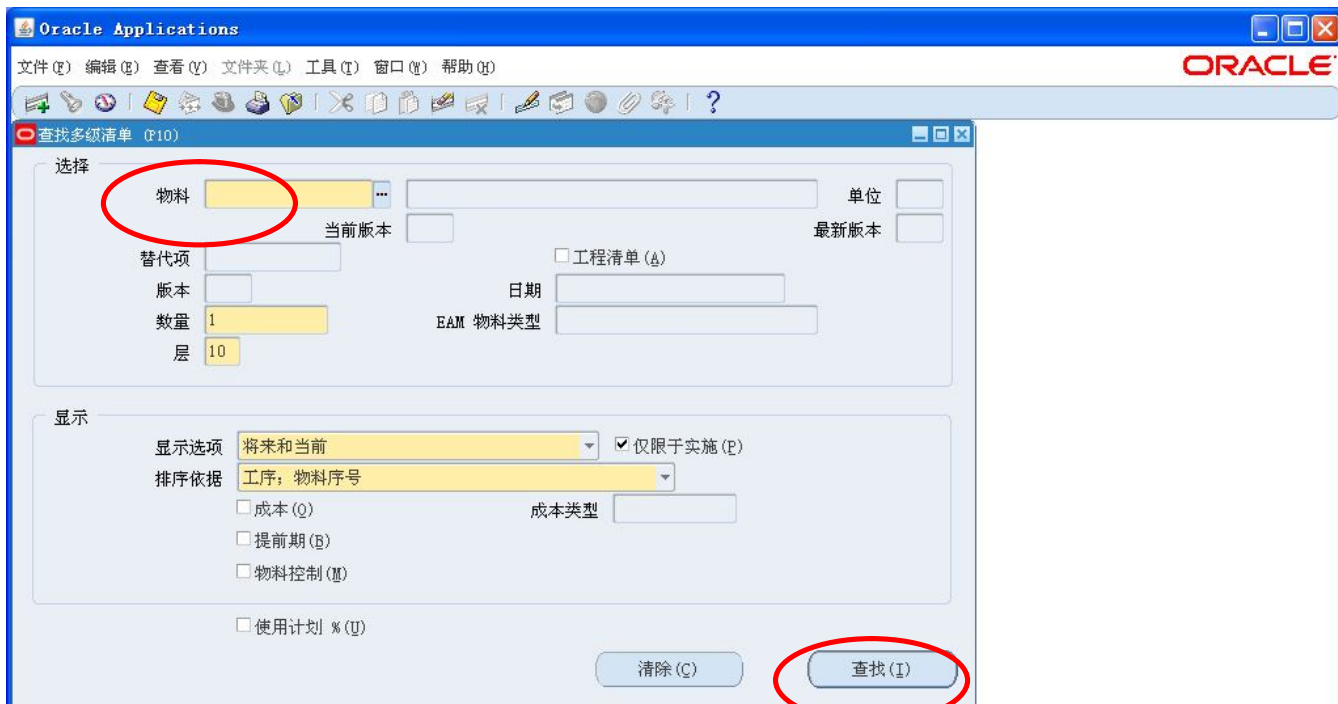 Oracle Applications
文件(F) 编辑(E) 查看(V) 文件夹(L) 工具(T) 窗口(W) 帮助(H)
ORACLE
?
查找多级清单 (P10)
选择
物料 ... 单位
当前版本 最新版本
替代项 工程清单(A)
版本 日期
数量 1 EAM 物料类型
层 10
显示
显示选项 将来和当前 仅限于实施(P)
排序依据 工序; 物料序号
成本(O) 成本类型
提前期(B)
物料控制(M)
使用计划 %(U)
清除(C) 查找(I)